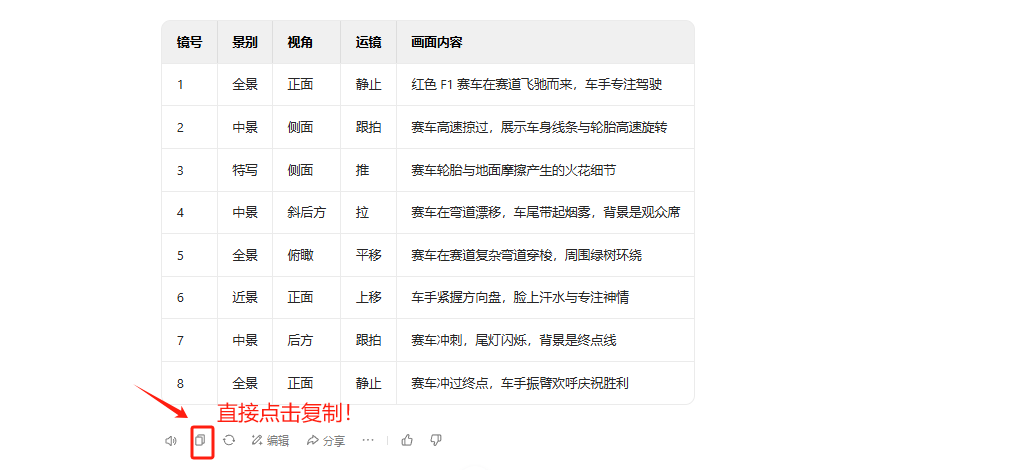 镜号 景别 视角 运镜 画面内容
1 全景 正面 静止 红色 F1 赛车在赛道飞驰而来，车手专注驾驶
2 中景 侧面 跟拍 赛车高速掠过，展示车身线条与轮胎高速旋转
3 特写 侧面 推 赛车轮胎与地面摩擦产生的火花细节
4 中景 斜后方 拉 赛车在弯道漂移，车尾带起烟雾，背景是观众席
5 全景 俯瞰 平移 赛车在赛道复杂弯道穿梭，周围绿树环绕
6 近景 正面 上移 车手紧握方向盘，脸上汗水与专注神情
7 中景 后方 跟拍 赛车冲刺，尾灯闪烁，背景是终点线
8 全景 正面 静止 赛车冲过终点，车手振臂欢呼庆祝胜利
直接点击复制！
编辑 分享